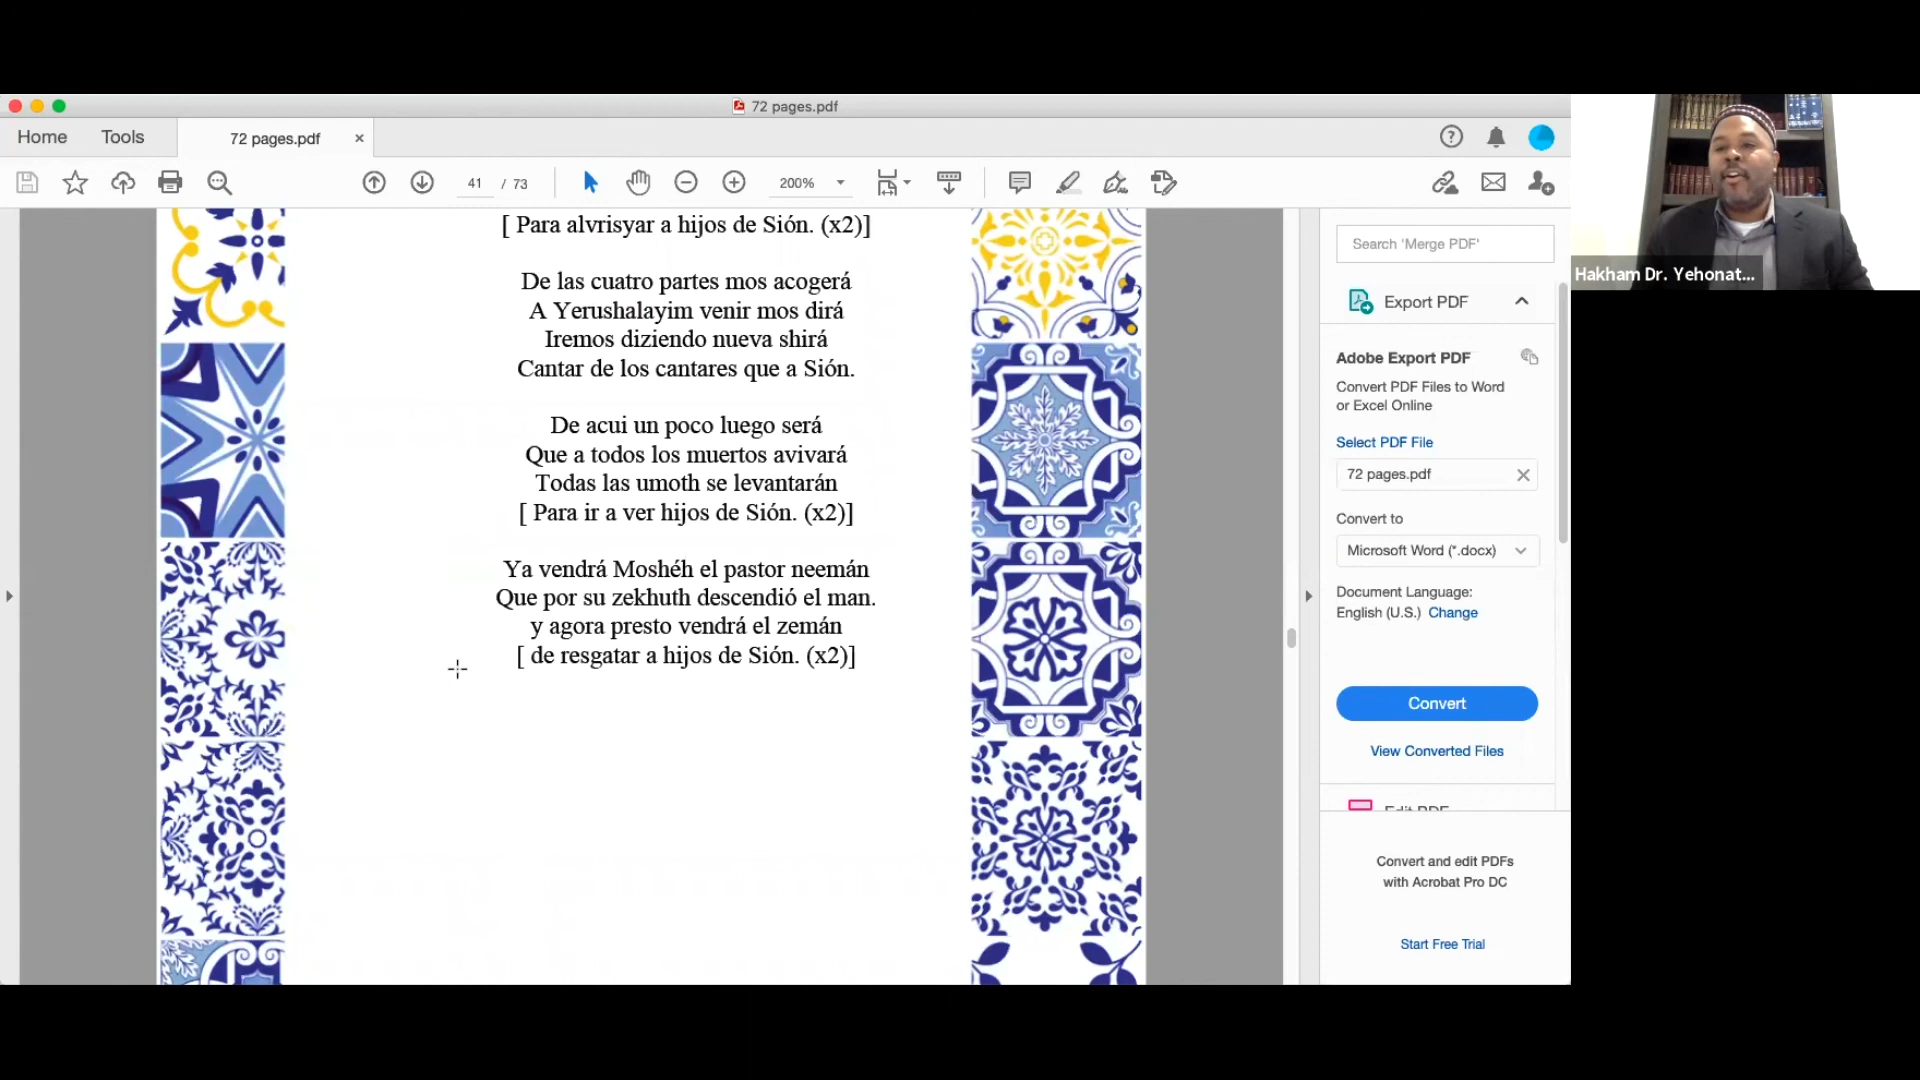 72 pages.pdf
Home
Tools
72 pages.pdf
41 / 73
200%
[ Para alvrisyar a hijos de Sión. (x2)]
De las cuatro partes mos acogerá
A Yerushalayim venir mos dirá
Iremos diziendo nueva shirá
Cantar de los cantares que a Sión.
De acui un poco luego será
Que a todos los muertos avivará
Todas las umoth se levantarán
[ Para ir a ver hijos de Sión. (x2)]
Ya vendrá Moshéh el pastor neemán
Que por su zekhuth descendió el man.
y agora presto vendrá el zemán
[ de resgatar a hijos de Sión. (x2)]
Search 'Merge PDF'
Export PDF
Adobe Export PDF
Convert PDF Files to Word
or Excel Online
Select PDF File
72 pages.pdf
Convert to
Microsoft Word (*.docx)
Document Language:
English (U.S.) Change
Convert
View Converted Files
Edit PDF
Convert and edit PDFs
with Acrobat Pro DC
Start Free Trial
Hakham Dr. Yehonat...